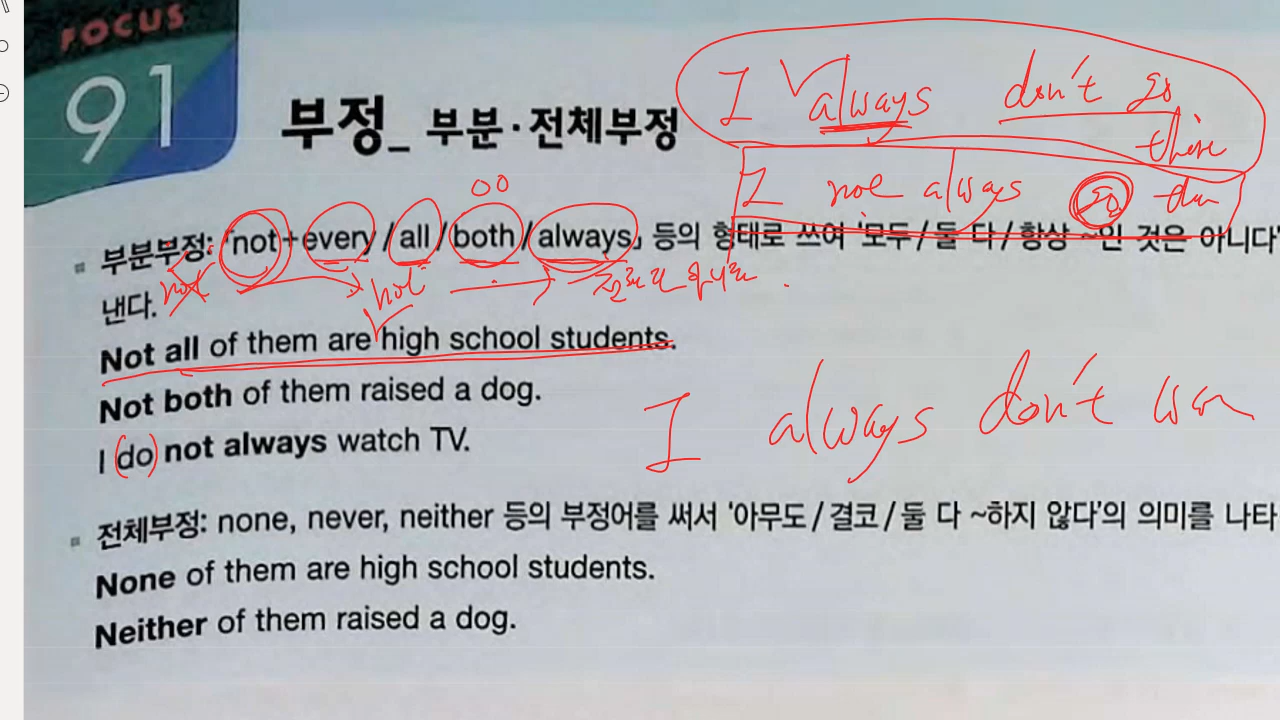 FOCUS
91
부정_ 부분·전체부정
I always don't go
there
I not always go
oo
부분부정: 「not+every/all/both/always」 등의 형태로 쓰여 '모두/둘 다/항상 ~인 것은 아니다'
not
not
낸다.
Not all of them are high school students.
Not both of them raised a dog.
I do not always watch TV.
I always don't
전체부정: none, never, neither 등의 부정어를 써서 '아무도/결코/둘 다 ~하지 않다'의 의미를 나타
None of them are high school students.
Neither of them raised a dog.